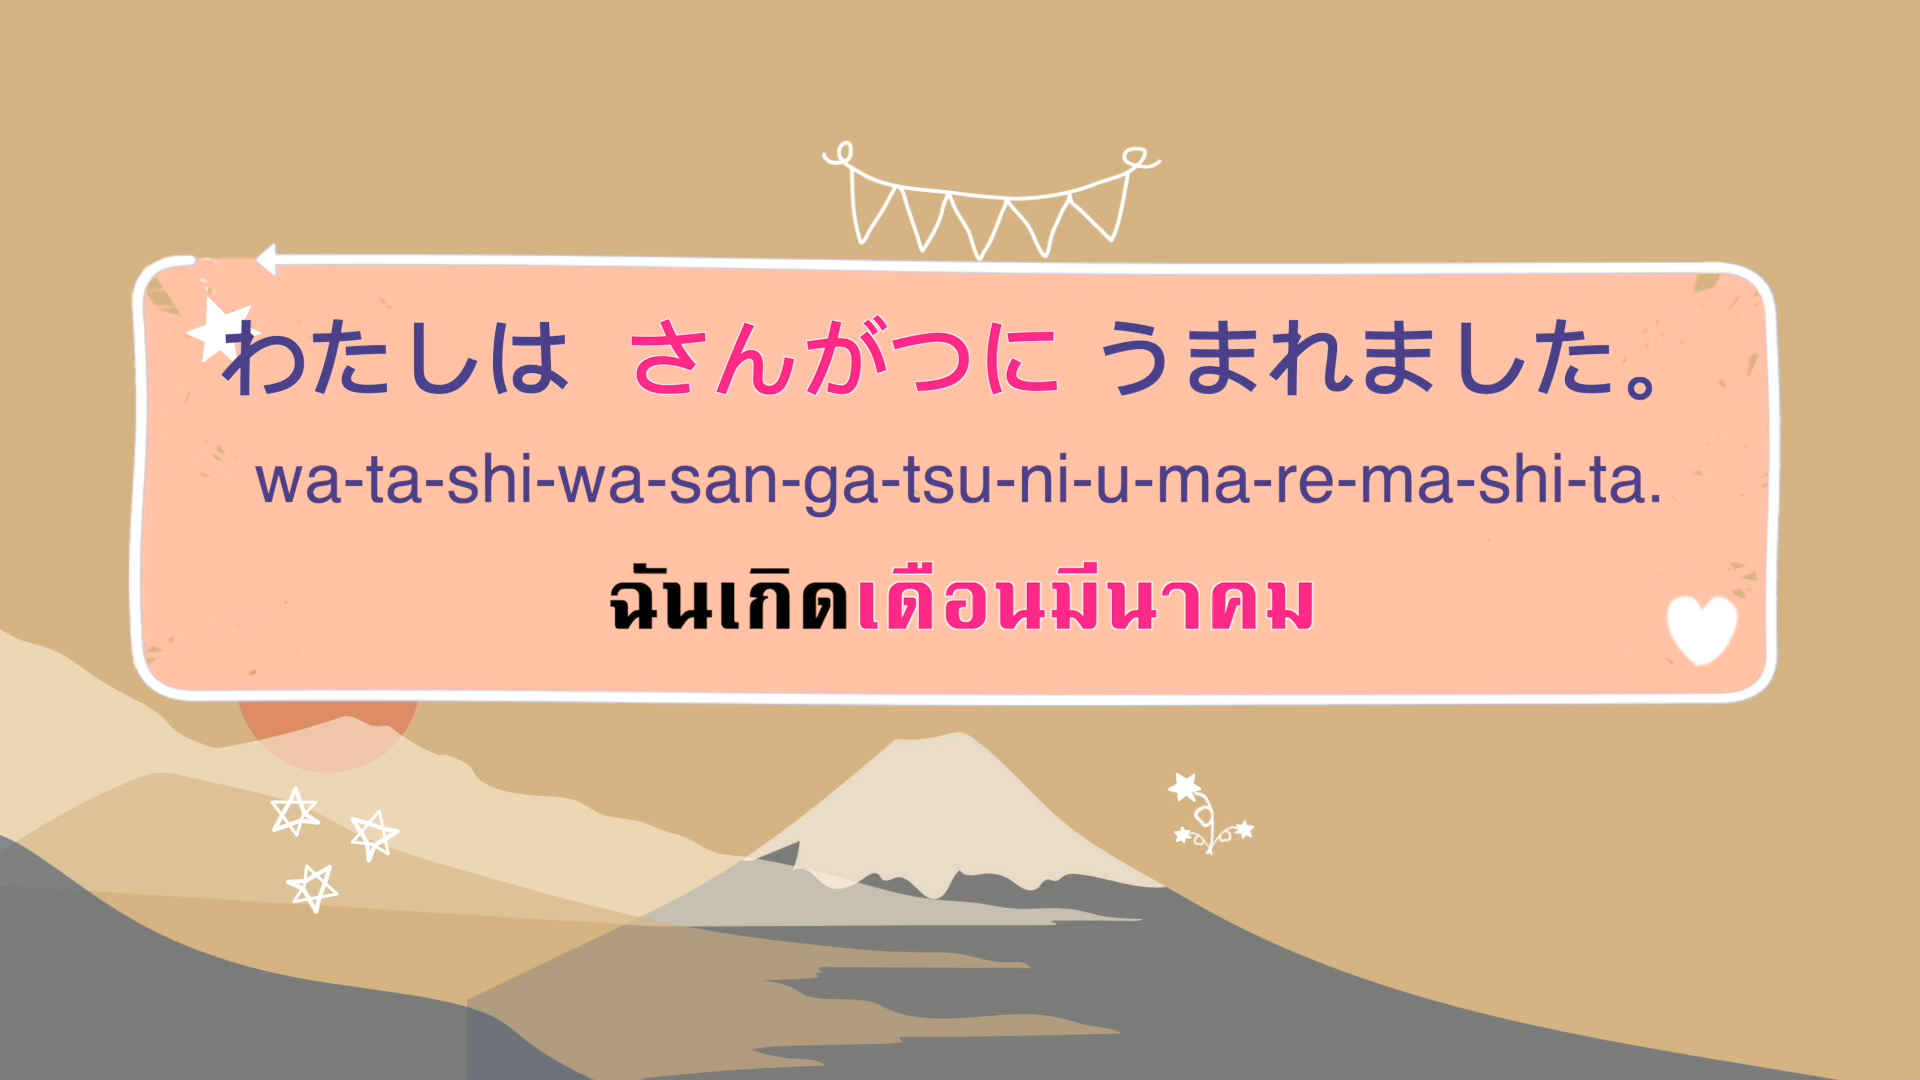 わたしは さんがつに うまれました。
wa-ta-shi-wa-san-ga-tsu-ni-u-ma-re-ma-shi-ta.
ฉันเกิดเดือนมีนาคม